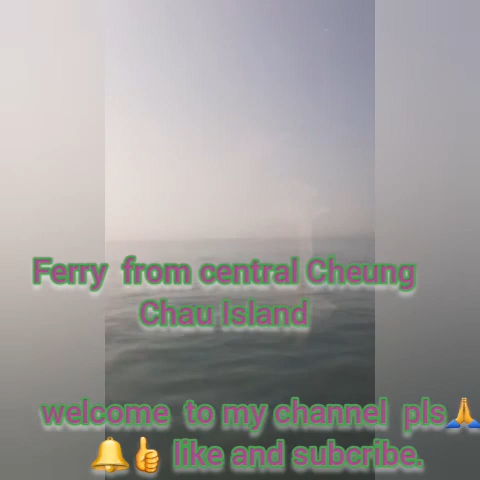 Ferry from central Cheung
Chau Island
welcome to my channel pls🙏
🔔👍 like and subcribe.